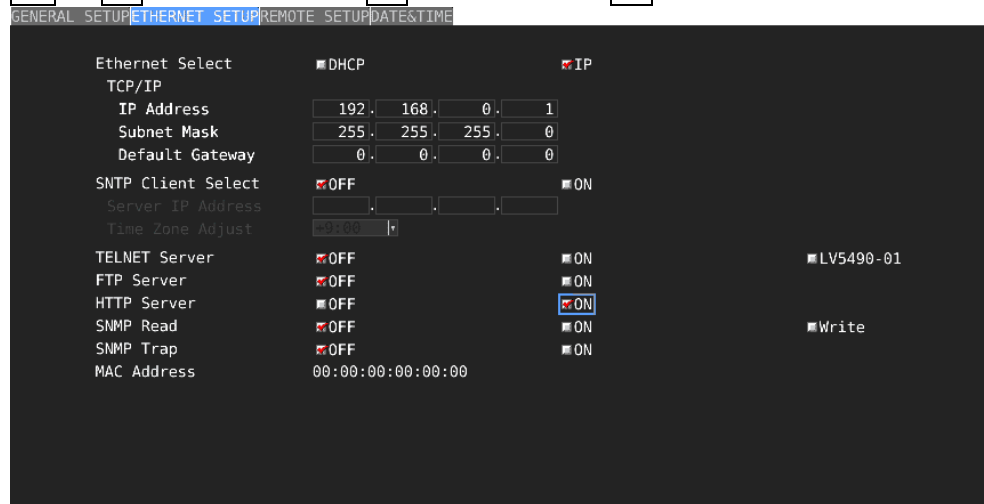 GENERAL SETUP ETHERNET SETUP REMOTE SETUP DATE&TIME
Ethernet Select DHCP IP
TCP/IP
IP Address 192. 168. 0. 1
Subnet Mask 255. 255. 255. 0
Default Gateway 0. 0. 0. 0
SNTP Client Select OFF ON
Server IP Address . . .
Time Zone Adjust +9:00
TELNET Server OFF ON LV5490-01
FTP Server OFF ON
HTTP Server OFF ON
SNMP Read OFF ON Write
SNMP Trap OFF ON
MAC Address 00:00:00:00:00:00